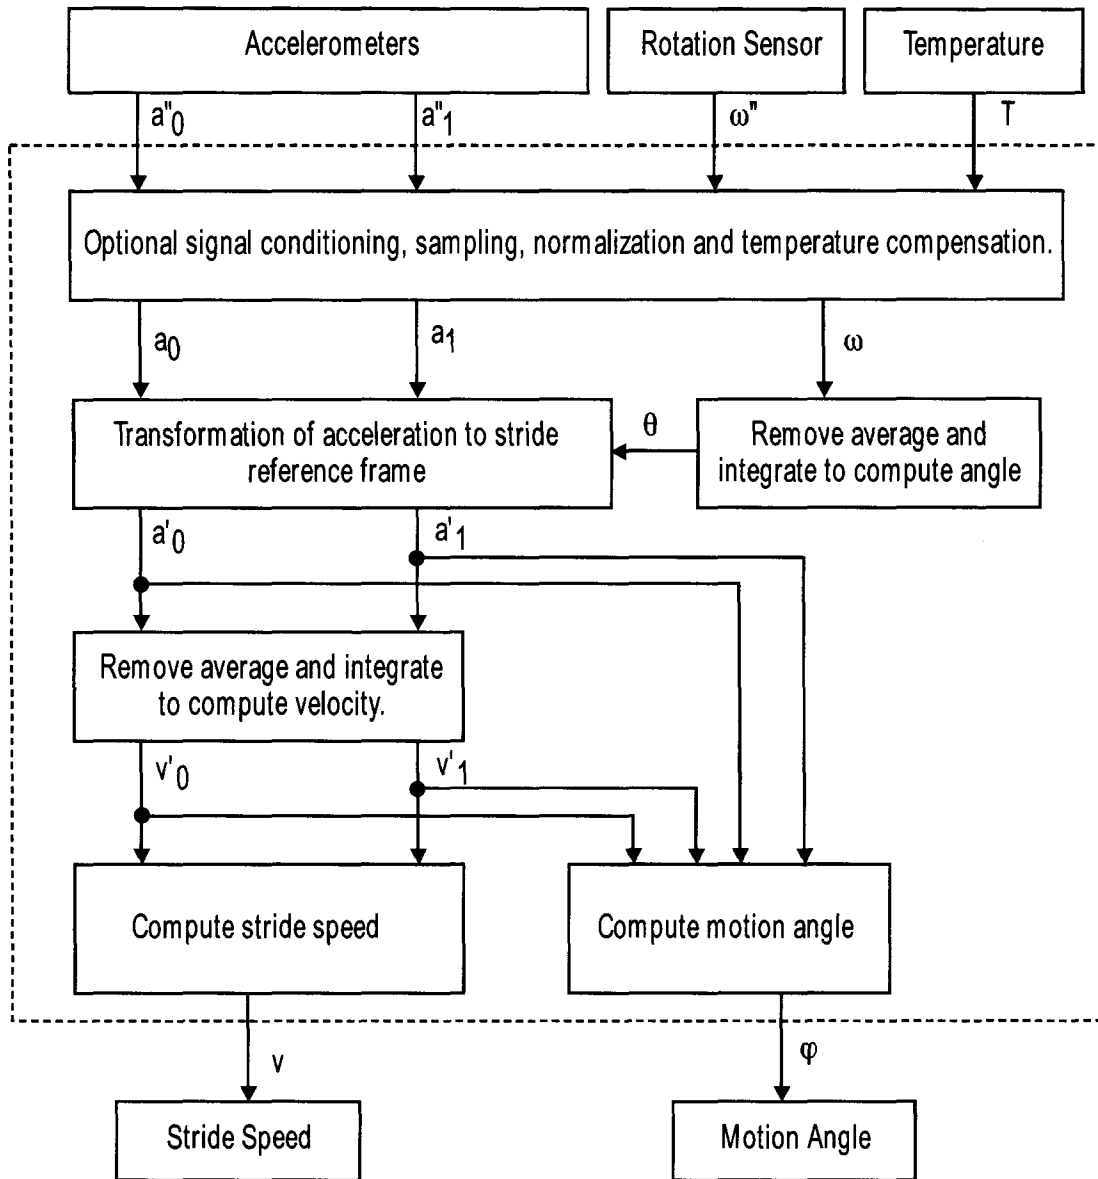 Accelerometers
Rotation Sensor
Temperature
a"0
a"1
ω"
T
Optional signal conditioning, sampling, normalization and temperature compensation.
a0
a1
ω
Transformation of acceleration to stride
reference frame
θ
Remove average and
integrate to compute angle
a'0
a'1
Remove average and integrate
to compute velocity.
v'0
v'1
Compute stride speed
Compute motion angle
v
φ
Stride Speed
Motion Angle